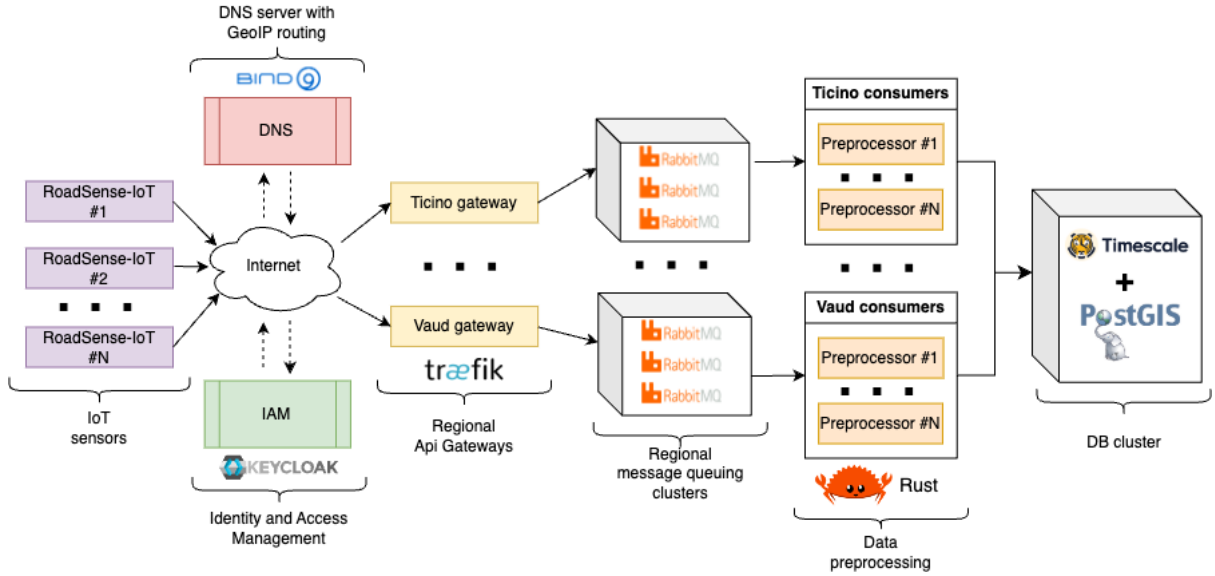 DNS server with
GeoIP routing
BIND 9
DNS
RoadSense-IoT
#1
RoadSense-IoT
#2
RoadSense-IoT
#N
IoT
sensors
Internet
IAM
KEYCLOAK
Identity and Access
Management
Ticino gateway
Vaud gateway
træfik
Regional
Api Gateways
RabbitMQ
RabbitMQ
RabbitMQ
RabbitMQ
RabbitMQ
RabbitMQ
Regional
message queuing
clusters
Ticino consumers
Preprocessor #1
Preprocessor #N
Vaud consumers
Preprocessor #1
Preprocessor #N
Rust
Data
preprocessing
Timescale
+
PostGIS
DB cluster